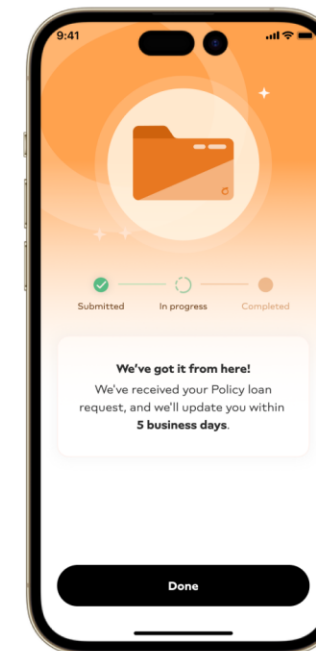 9:41
Submitted In progress Completed
We've got it from here!
We've received your Policy loan
request, and we'll update you within
5 business days.
Done